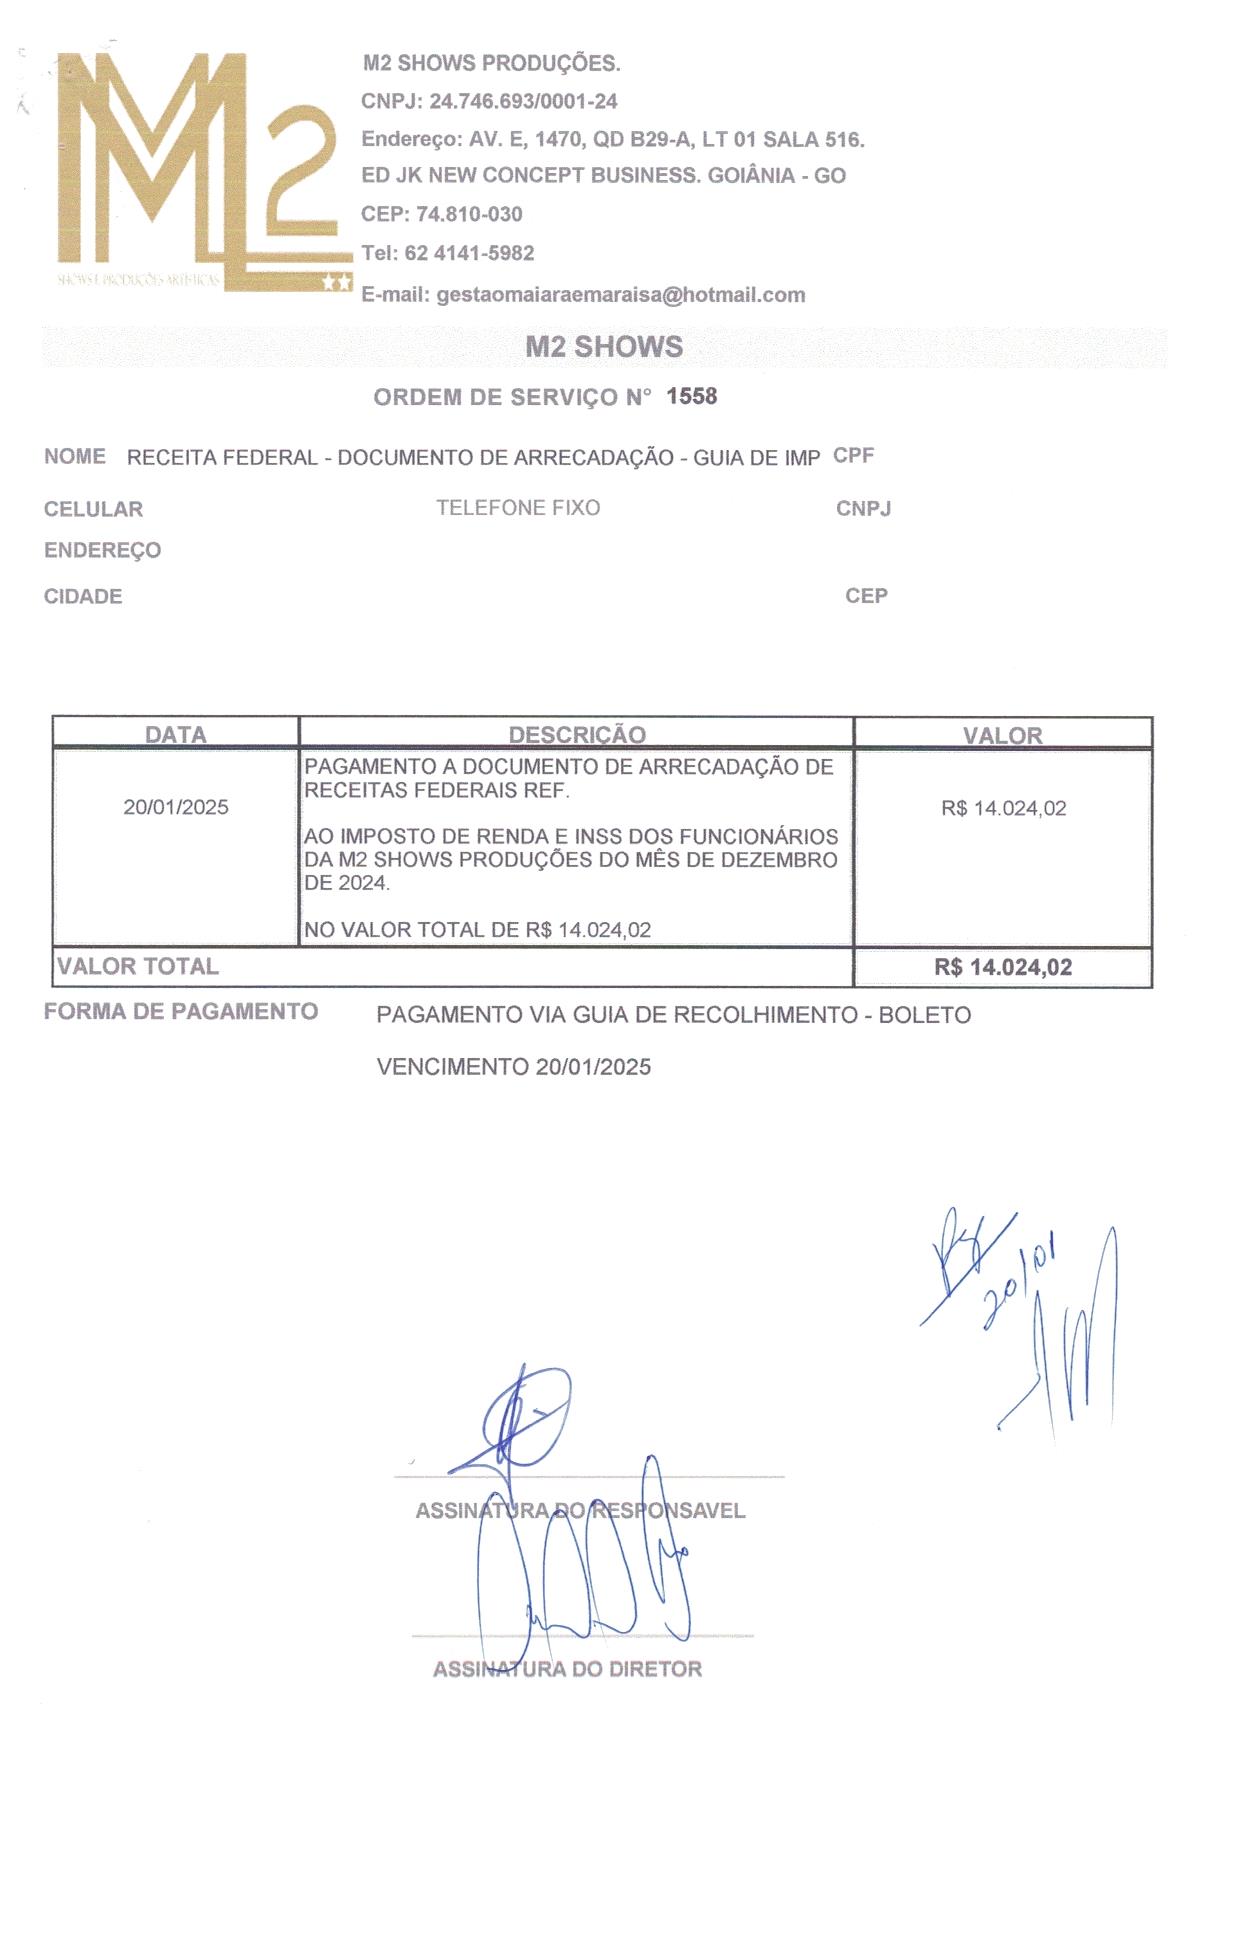 M2 SHOWS PRODUÇÕES.
CNPJ: 24.746.693/0001-24
Endereço: AV. E, 1470, QD B29-A, LT 01 SALA 516.
ED JK NEW CONCEPT BUSINESS. GOIÂNIA - GO
CEP: 74.810-030
Tel: 62 4141-5982
E-mail: gestaomaiaraemaraisa@hotmail.com
M2
SHOWS E PRODUÇÕES ARTÍSTICAS
M2 SHOWS
ORDEM DE SERVIÇO N° 1558
NOME RECEITA FEDERAL - DOCUMENTO DE ARRECADAÇÃO - GUIA DE IMP CPF
CELULAR TELEFONE FIXO CNPJ
ENDEREÇO
CIDADE CEP
DATA DESCRIÇÃO VALOR
PAGAMENTO A DOCUMENTO DE ARRECADAÇÃO DE
RECEITAS FEDERAIS REF.
20/01/2025 R$ 14.024,02
AO IMPOSTO DE RENDA E INSS DOS FUNCIONÁRIOS
DA M2 SHOWS PRODUÇÕES DO MÊS DE DEZEMBRO
DE 2024.
NO VALOR TOTAL DE R$ 14.024,02
VALOR TOTAL R$ 14.024,02
FORMA DE PAGAMENTO PAGAMENTO VIA GUIA DE RECOLHIMENTO - BOLETO
VENCIMENTO 20/01/2025
20/01
ASSINATURA DO RESPONSAVEL
ASSINATURA DO DIRETOR